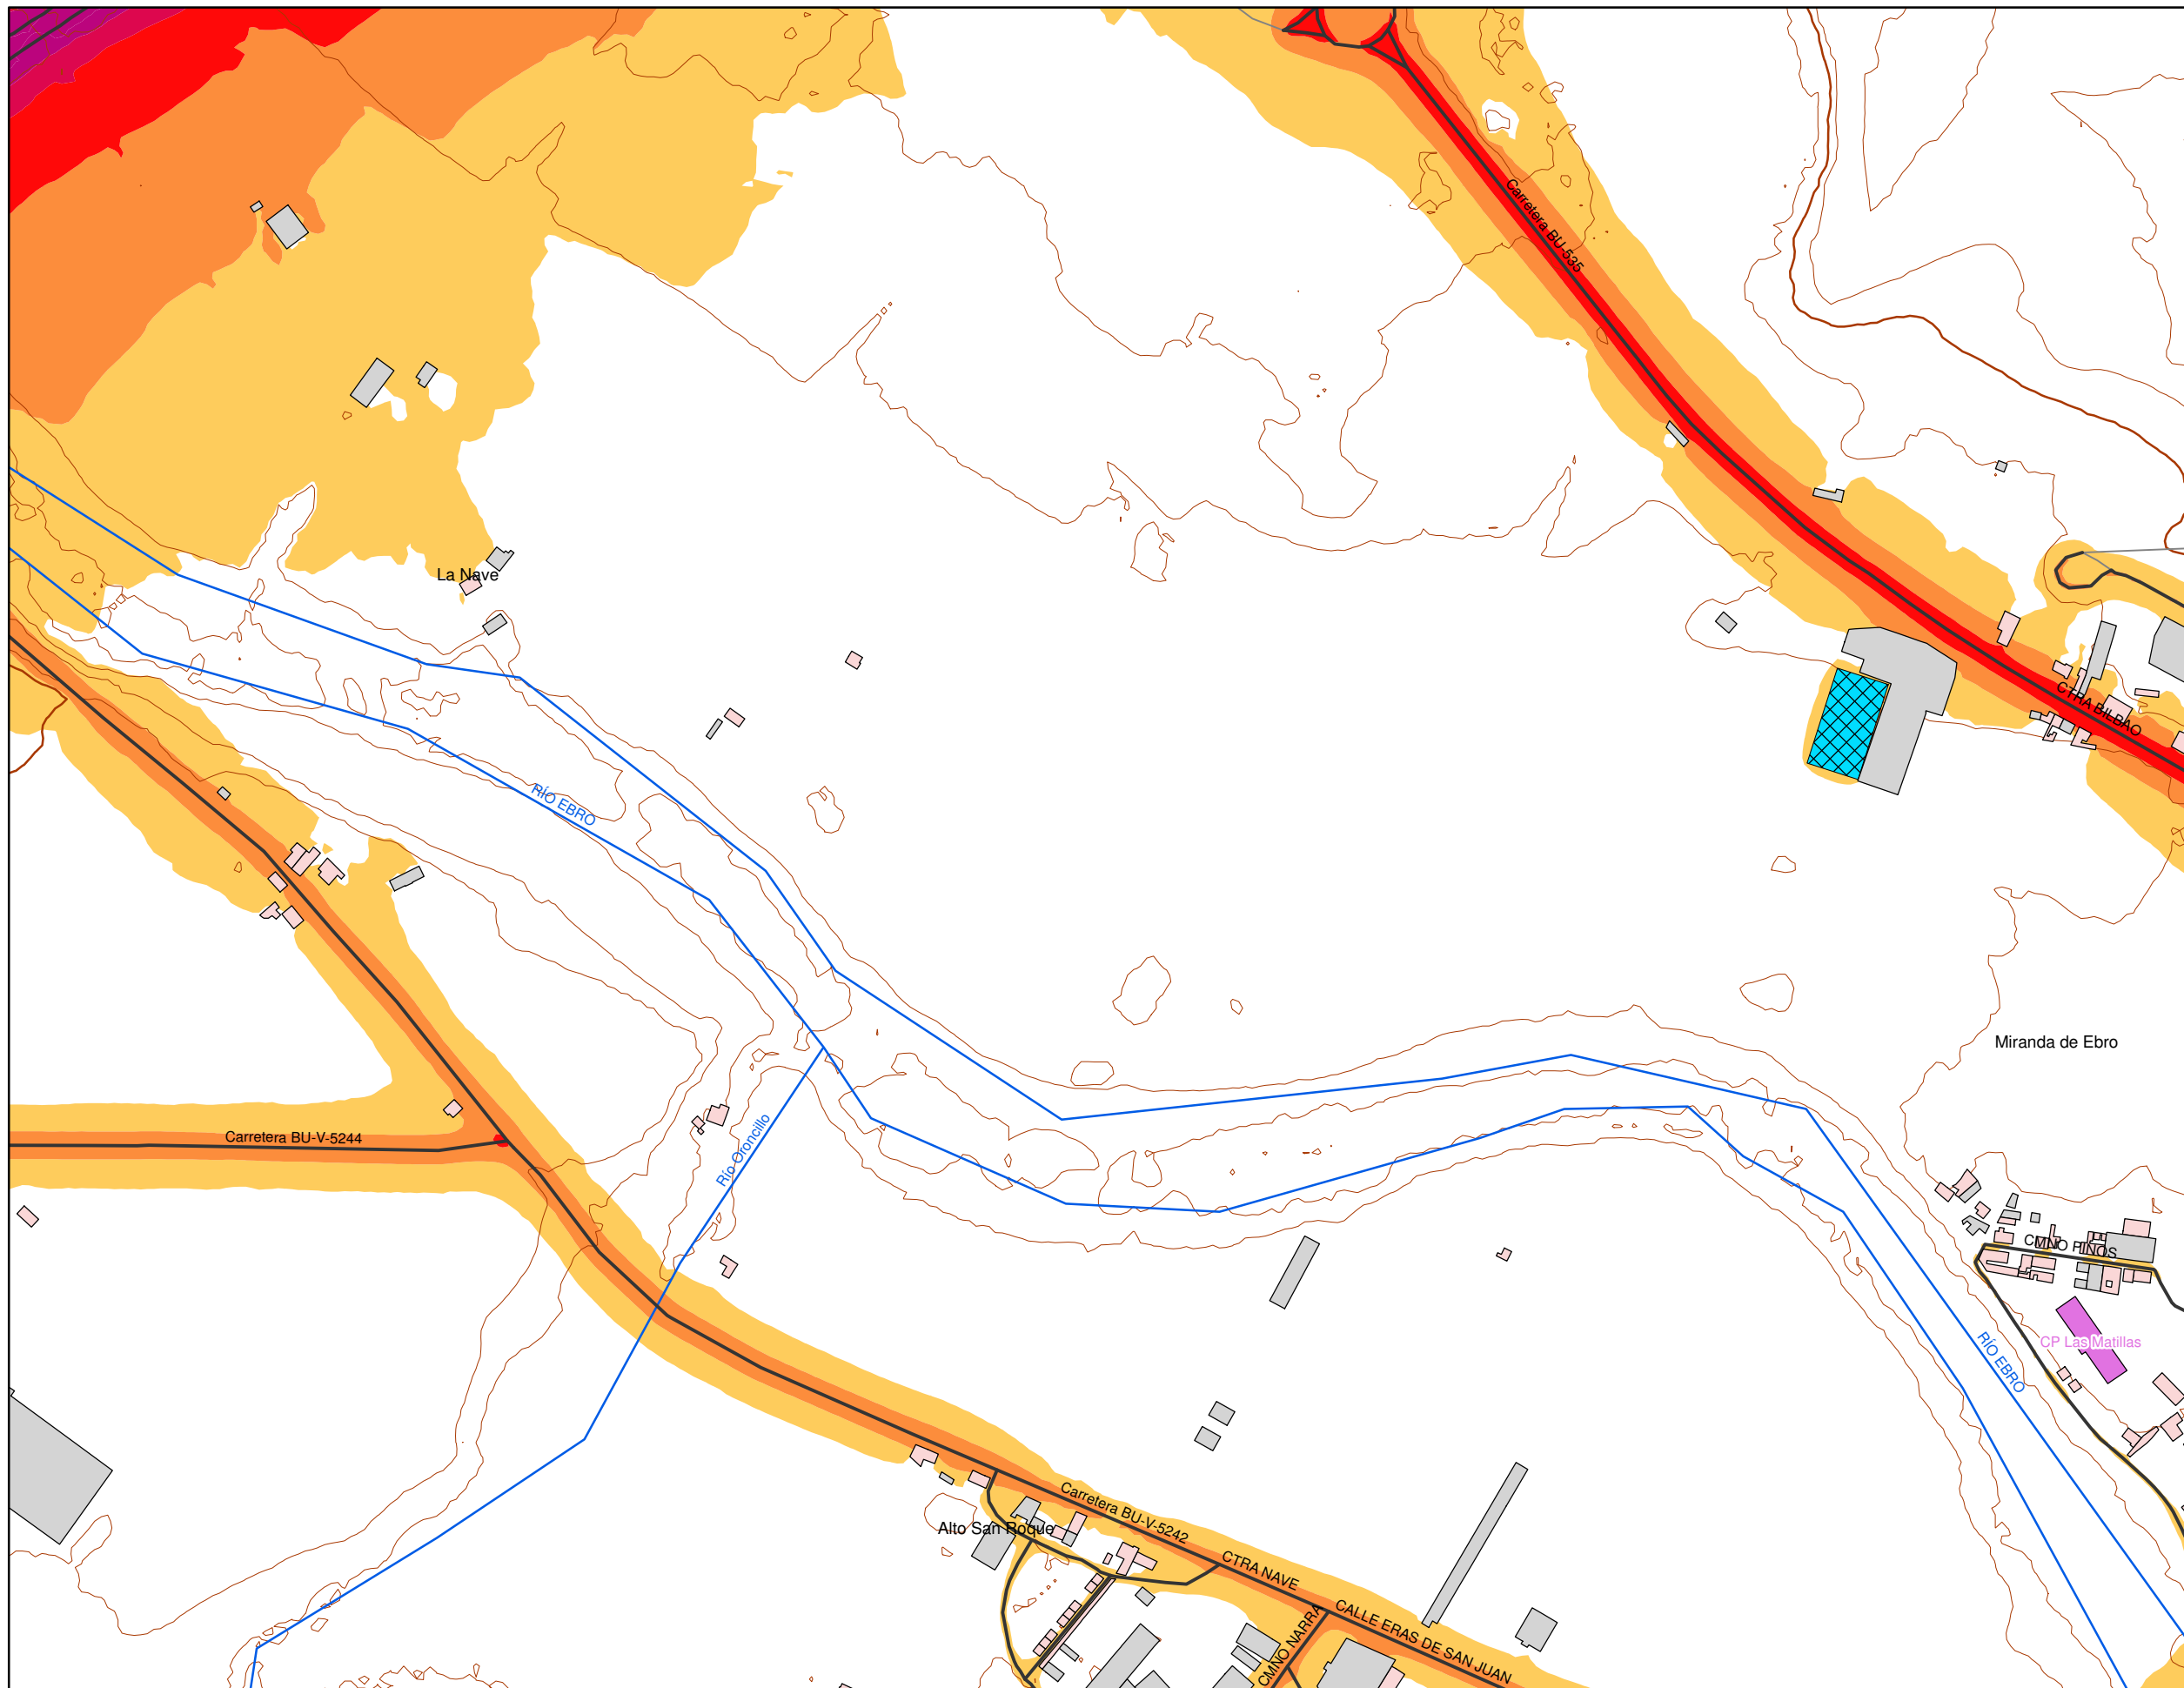 Carretera BU-535
La Nave
CTRA BILBAO
RÍO EBRO
Miranda de Ebro
Carretera BU-V-5244
Río Oroncillo
CMNO PINOS
CP Las Matillas
RÍO EBRO
Carretera BU-V-5242
Alto San Roque
CTRA NAVE
CALLE ERAS DE SAN JUAN
CMNO NARRA